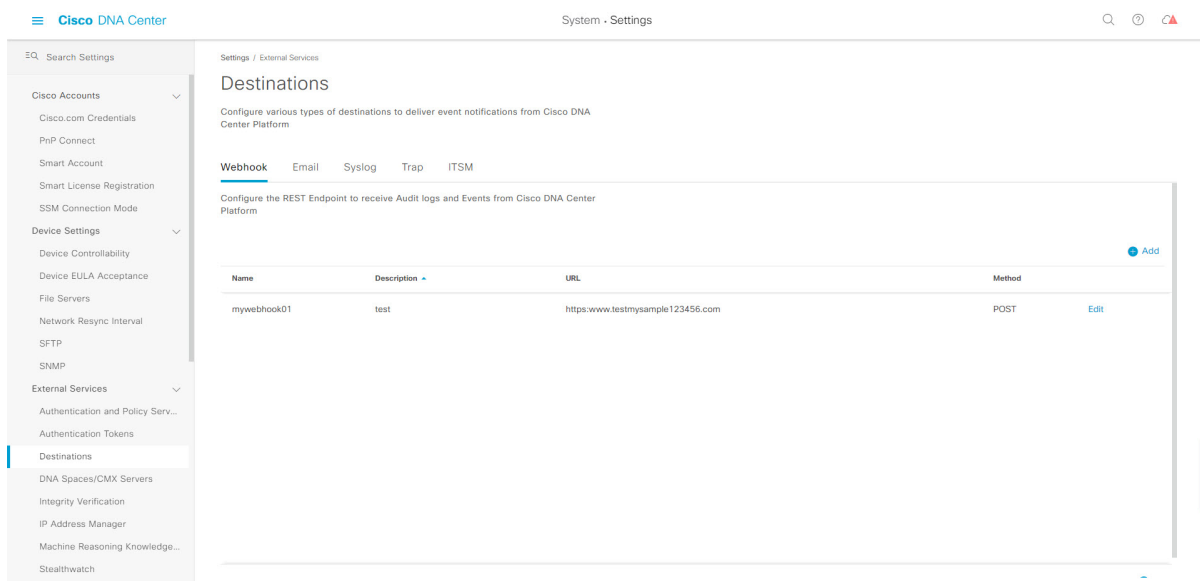 Cisco DNA Center
System · Settings
Search Settings
Cisco Accounts
Cisco.com Credentials
PnP Connect
Smart Account
Smart License Registration
SSM Connection Mode
Device Settings
Device Controllability
Device EULA Acceptance
File Servers
Network Resync Interval
SFTP
SNMP
External Services
Authentication and Policy Serv...
Authentication Tokens
Destinations
DNA Spaces/CMX Servers
Integrity Verification
IP Address Manager
Machine Reasoning Knowledge...
Stealthwatch
Settings / External Services
Destinations
Configure various types of destinations to deliver event notifications from Cisco DNA
Center Platform
Webhook Email Syslog Trap ITSM
Configure the REST Endpoint to receive Audit logs and Events from Cisco DNA Center
Platform
Add
Name Description URL Method
mywebhook01 test https:www.testmysample123456.com POST Edit